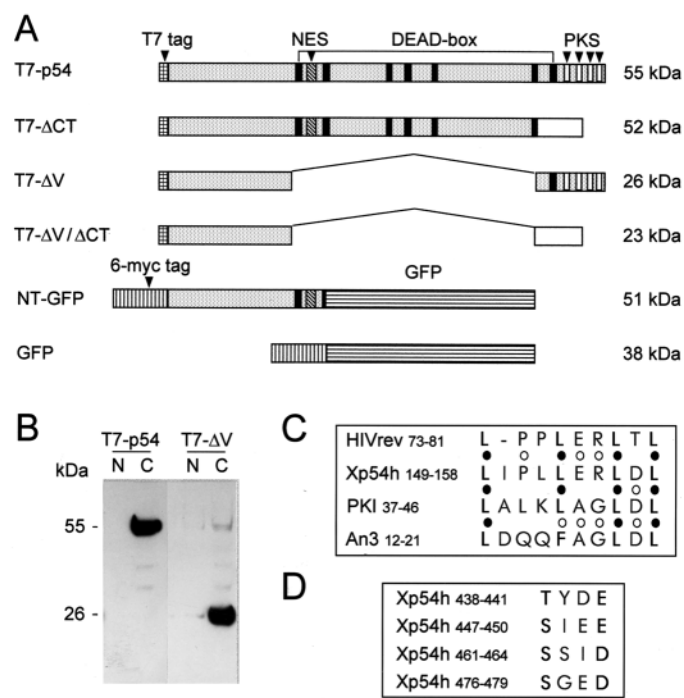 A
T7 tag NES DEAD-box PKS
T7-p54 55 kDa
T7-ΔCT 52 kDa
T7-ΔV 26 kDa
T7-ΔV/ΔCT 23 kDa
6-myc tag GFP
NT-GFP 51 kDa
GFP 38 kDa
B
T7-p54 T7-ΔV
kDa N C N C
55 -
26 -
C
HIVrev 73-81 L - P P L E R L T L
Xp54h 149-158 L I P L L E R L D L
PKI 37-46 L A L K L A G L D L
An3 12-21 L D Q Q F A G L D L
D
Xp54h 438-441 T Y D E
Xp54h 447-450 S I E E
Xp54h 461-464 S S I D
Xp54h 476-479 S G E D